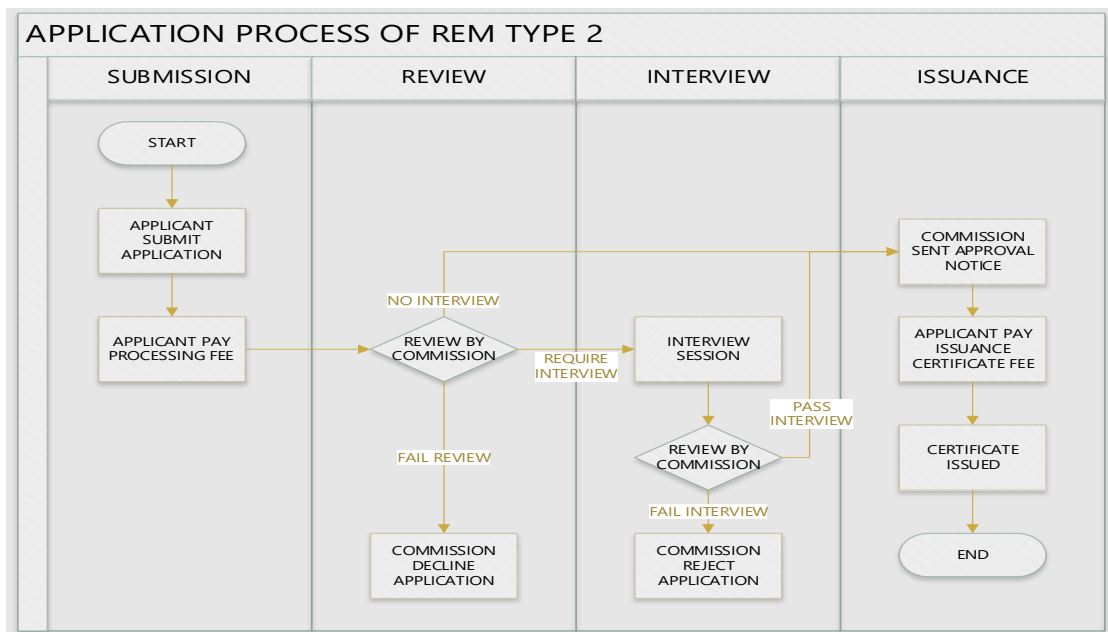 APPLICATION PROCESS OF REM TYPE 2
SUBMISSION
REVIEW
INTERVIEW
ISSUANCE
START
APPLICANT
SUBMIT
APPLICATION
APPLICANT PAY
PROCESSING FEE
NO INTERVIEW
REVIEW BY
COMMISSION
REQUIRE
INTERVIEW
FAIL REVIEW
COMMISSION
DECLINE
APPLICATION
INTERVIEW
SESSION
PASS
INTERVIEW
REVIEW BY
COMMISSION
FAIL INTERVIEW
COMMISSION
REJECT
APPLICATION
COMMISSION
SENT APPROVAL
NOTICE
APPLICANT PAY
ISSUANCE
CERTIFICATE FEE
CERTIFICATE
ISSUED
END